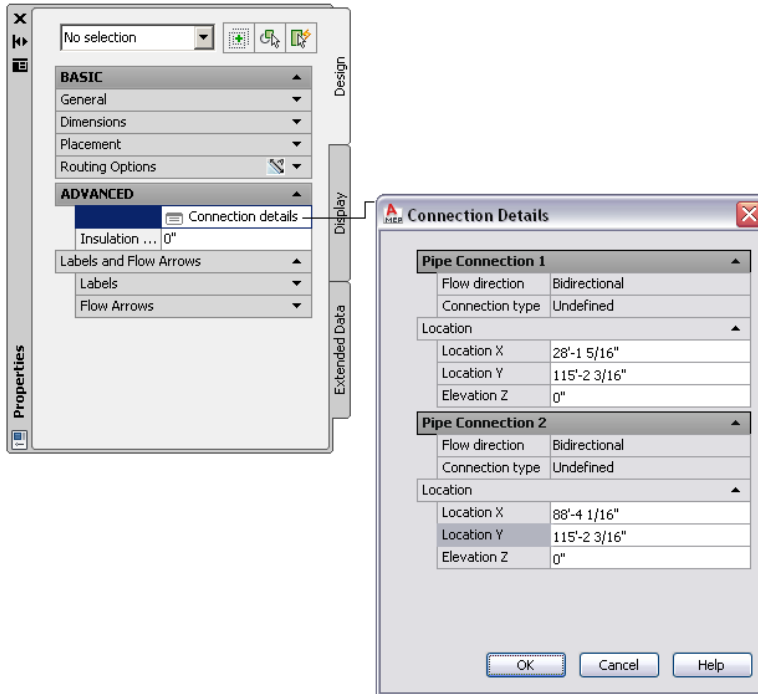 No selection
BASIC
General
Dimensions
Placement
Routing Options
ADVANCED
Connection details
Insulation ... 0"
Labels and Flow Arrows
Labels
Flow Arrows
Design
Display
Extended Data
Properties
MEP
Connection Details
Pipe Connection 1
Flow direction Bidirectional
Connection type Undefined
Location
Location X 28'-1 5/16"
Location Y 115'-2 3/16"
Elevation Z 0"
Pipe Connection 2
Flow direction Bidirectional
Connection type Undefined
Location
Location X 88'-4 1/16"
Location Y 115'-2 3/16"
Elevation Z 0"
OK Cancel Help